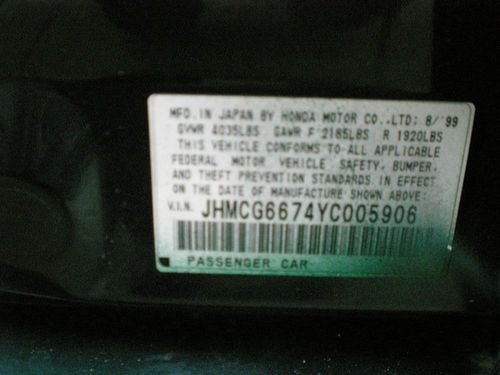 MFD. IN JAPAN BY HONDA MOTOR CO., LTD: 8/'99
GVWR 4035LBS GAWR F 2185LBS R 1920LBS
THIS VEHICLE CONFORMS TO ALL APPLICABLE
FEDERAL MOTOR VEHICLE SAFETY, BUMPER,
AND THEFT PREVENTION STANDARDS IN EFFECT
ON THE DATE OF MANUFACTURE SHOWN ABOVE:
V.I.N. JHMCG6674YC005906
PASSENGER CAR